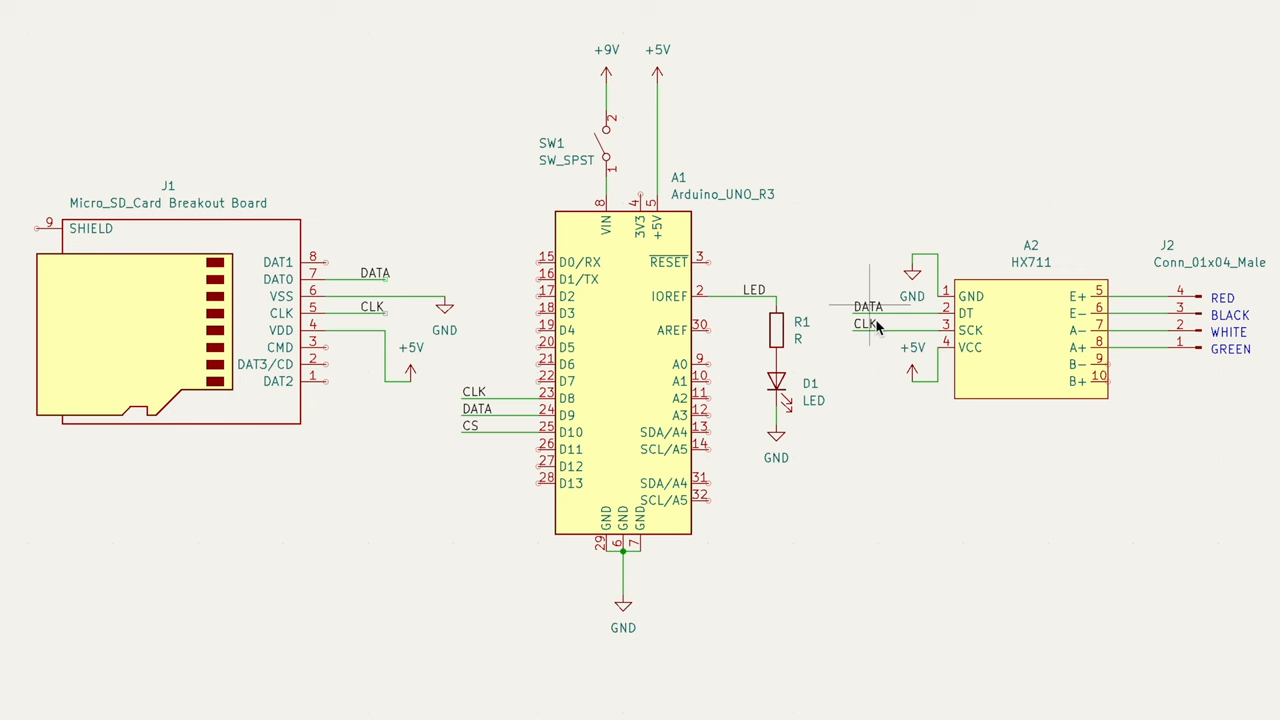 +9V
+5V
2
SW1
SW_SPST
1
A1
Arduino_UNO_R3
8
4
5
VIN
3V3
+5V
15 D0/RX
16 D1/TX
17 D2
18 D3
19 D4
20 D5
21 D6
22 D7
CLK 23 D8
DATA 24 D9
CS 25 D10
26 D11
27 D12
28 D13
RESET 3
IOREF 2 LED
AREF 30
A0 9
A1 10
A2 11
A3 12
SDA/A4 13
SCL/A5 14
SDA/A4 31
SCL/A5 32
GND
GND
GND
29
6
7
GND
J1
Micro_SD_Card Breakout Board
9 SHIELD
DAT1 8
DAT0 7 DATA
VSS 6
CLK 5 CLK
VDD 4
CMD 3
DAT3/CD 2
DAT2 1
GND
+5V
R1
R
D1
LED
GND
A2
HX711
GND
1 GND
DATA 2 DT
CLK 3 SCK
+5V 4 VCC
E+ 5
E- 6
A- 7
A+ 8
B- 9
B+ 10
J2
Conn_01x04_Male
4 RED
3 BLACK
2 WHITE
1 GREEN